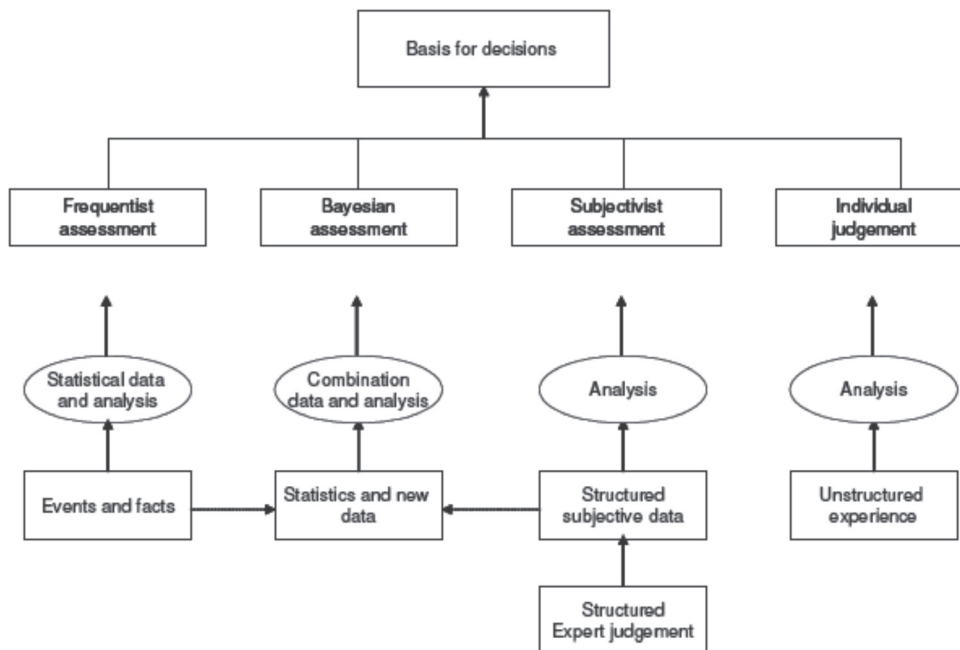 Basis for decisions
Frequentist
assessment
Bayesian
assessment
Subjectivist
assessment
Individual
judgement
Statistical data
and analysis
Combination
data and analysis
Analysis
Analysis
Events and facts
Statistics and new
data
Structured
subjective data
Unstructured
experience
Structured
Expert judgement